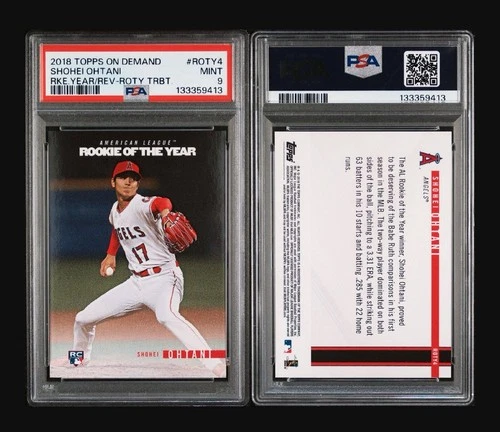 2018 TOPPS ON DEMAND #ROTY4
SHOHEI OHTANI MINT
RKE YEAR/REV-ROTY TRBT 9
PSA 133359413
AMERICAN LEAGUE™
ROOKIE OF THE YEAR
ANGELS
17
RC
SHOHEI OHTANI
PSA
133359413
SHOHEI OHTANI
ANGELS®
ROTY4
The AL Rookie of the Year winner, Shohei Ohtani, proved
to be deserving of the Babe Ruth comparisons in his first
season in the MLB. The two-way player dominated on both
sides of the ball, pitching to a 3.31 ERA, while striking out
63 batters in his 10 starts and batting .285 with 22 home
runs.
Topps